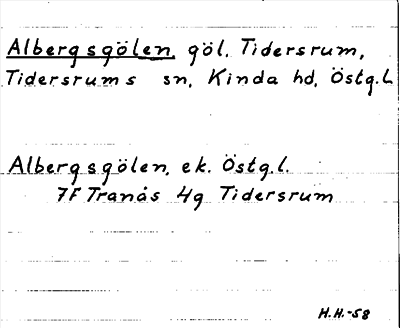 Albergsgölen, göl, Tidersrum,
Tidersrums sn, Kinda hd, Östg.l.
Albergsgölen, ek. Östg.l.
7F Tranås 4g Tidersrum
H.H.-58